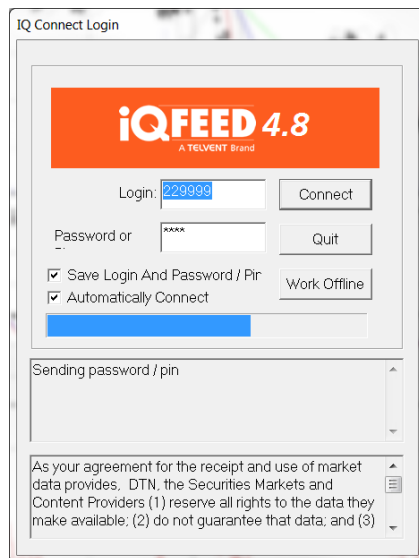 IQ Connect Login
iQFEED 4.8
A TELVENT Brand
Login: 229999 Connect
Password or **** Quit
Save Login And Password / Pin
Automatically Connect
Work Offline
Sending password / pin
As your agreement for the receipt and use of market
data provides, DTN, the Securities Markets and
Content Providers (1) reserve all rights to the data they
make available; (2) do not guarantee that data; and (3)